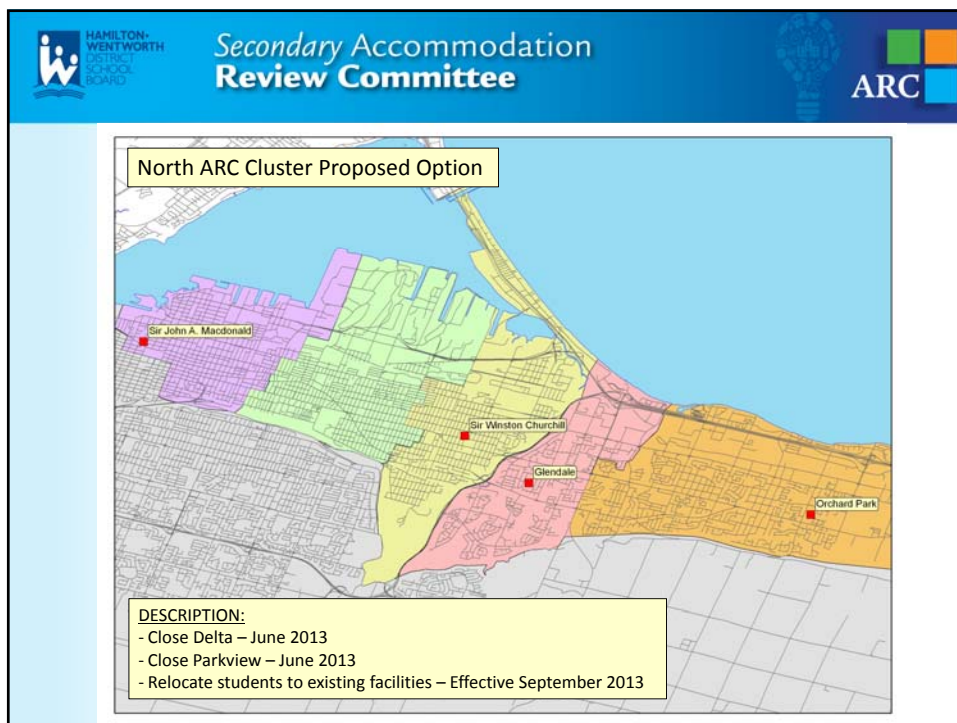 HAMILTON-
WENTWORTH
DISTRICT
SCHOOL
BOARD
Secondary Accommodation
Review Committee
ARC
North ARC Cluster Proposed Option
Sir John A. Macdonald
Sir Winston Churchill
Glendale
Orchard Park
DESCRIPTION:
- Close Delta – June 2013
- Close Parkview – June 2013
- Relocate students to existing facilities – Effective September 2013